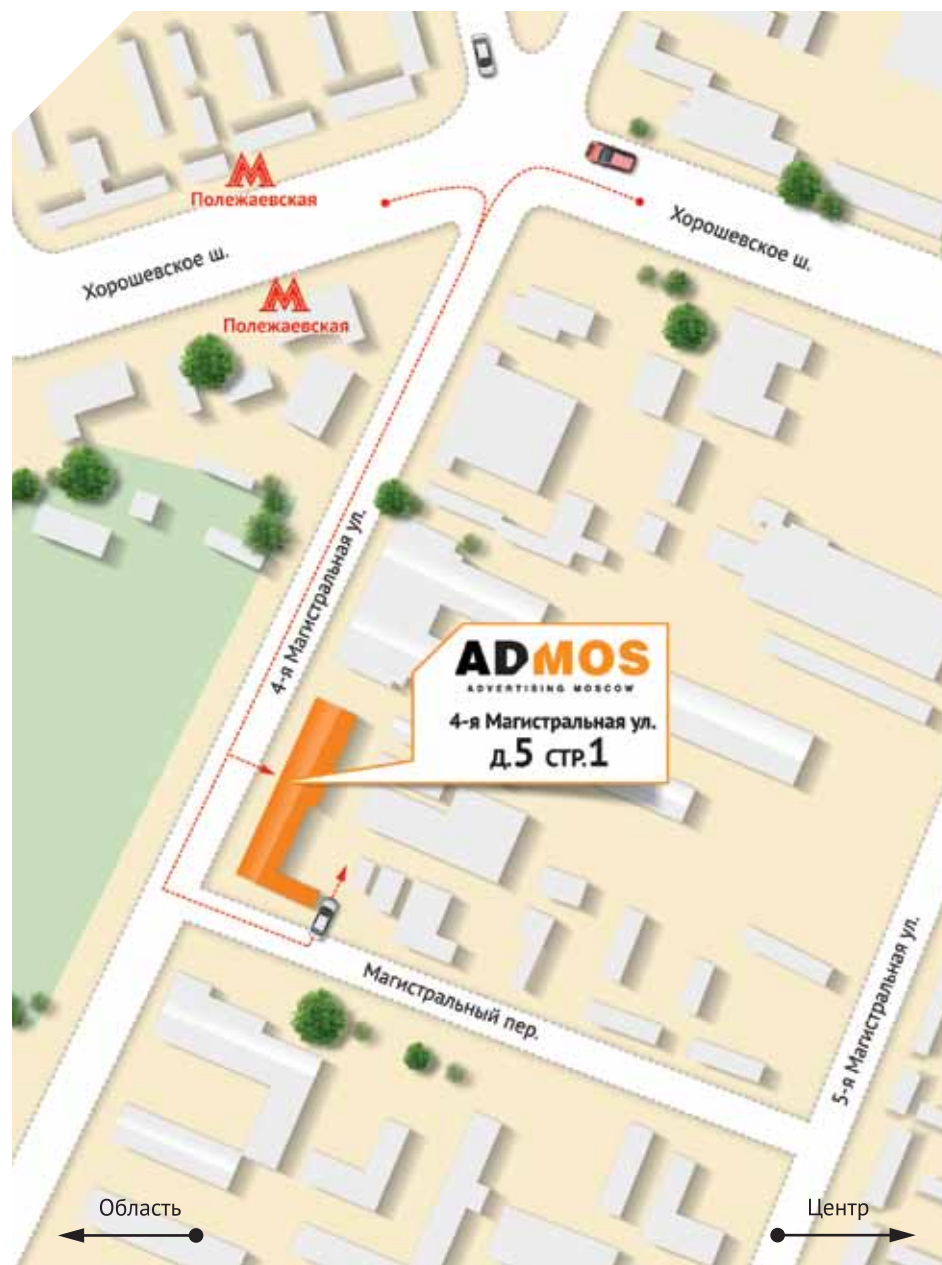 М
Полежаевская
Хорошевское ш.
Хорошевское ш.
М
Полежаевская
4-я Магистральная ул.
ADMOS
ADVERTISING MOSCOW
4-я Магистральная ул.
Д.5 СТР.1
Магистральный пер.
5-я Магистральная ул.
Область
Центр